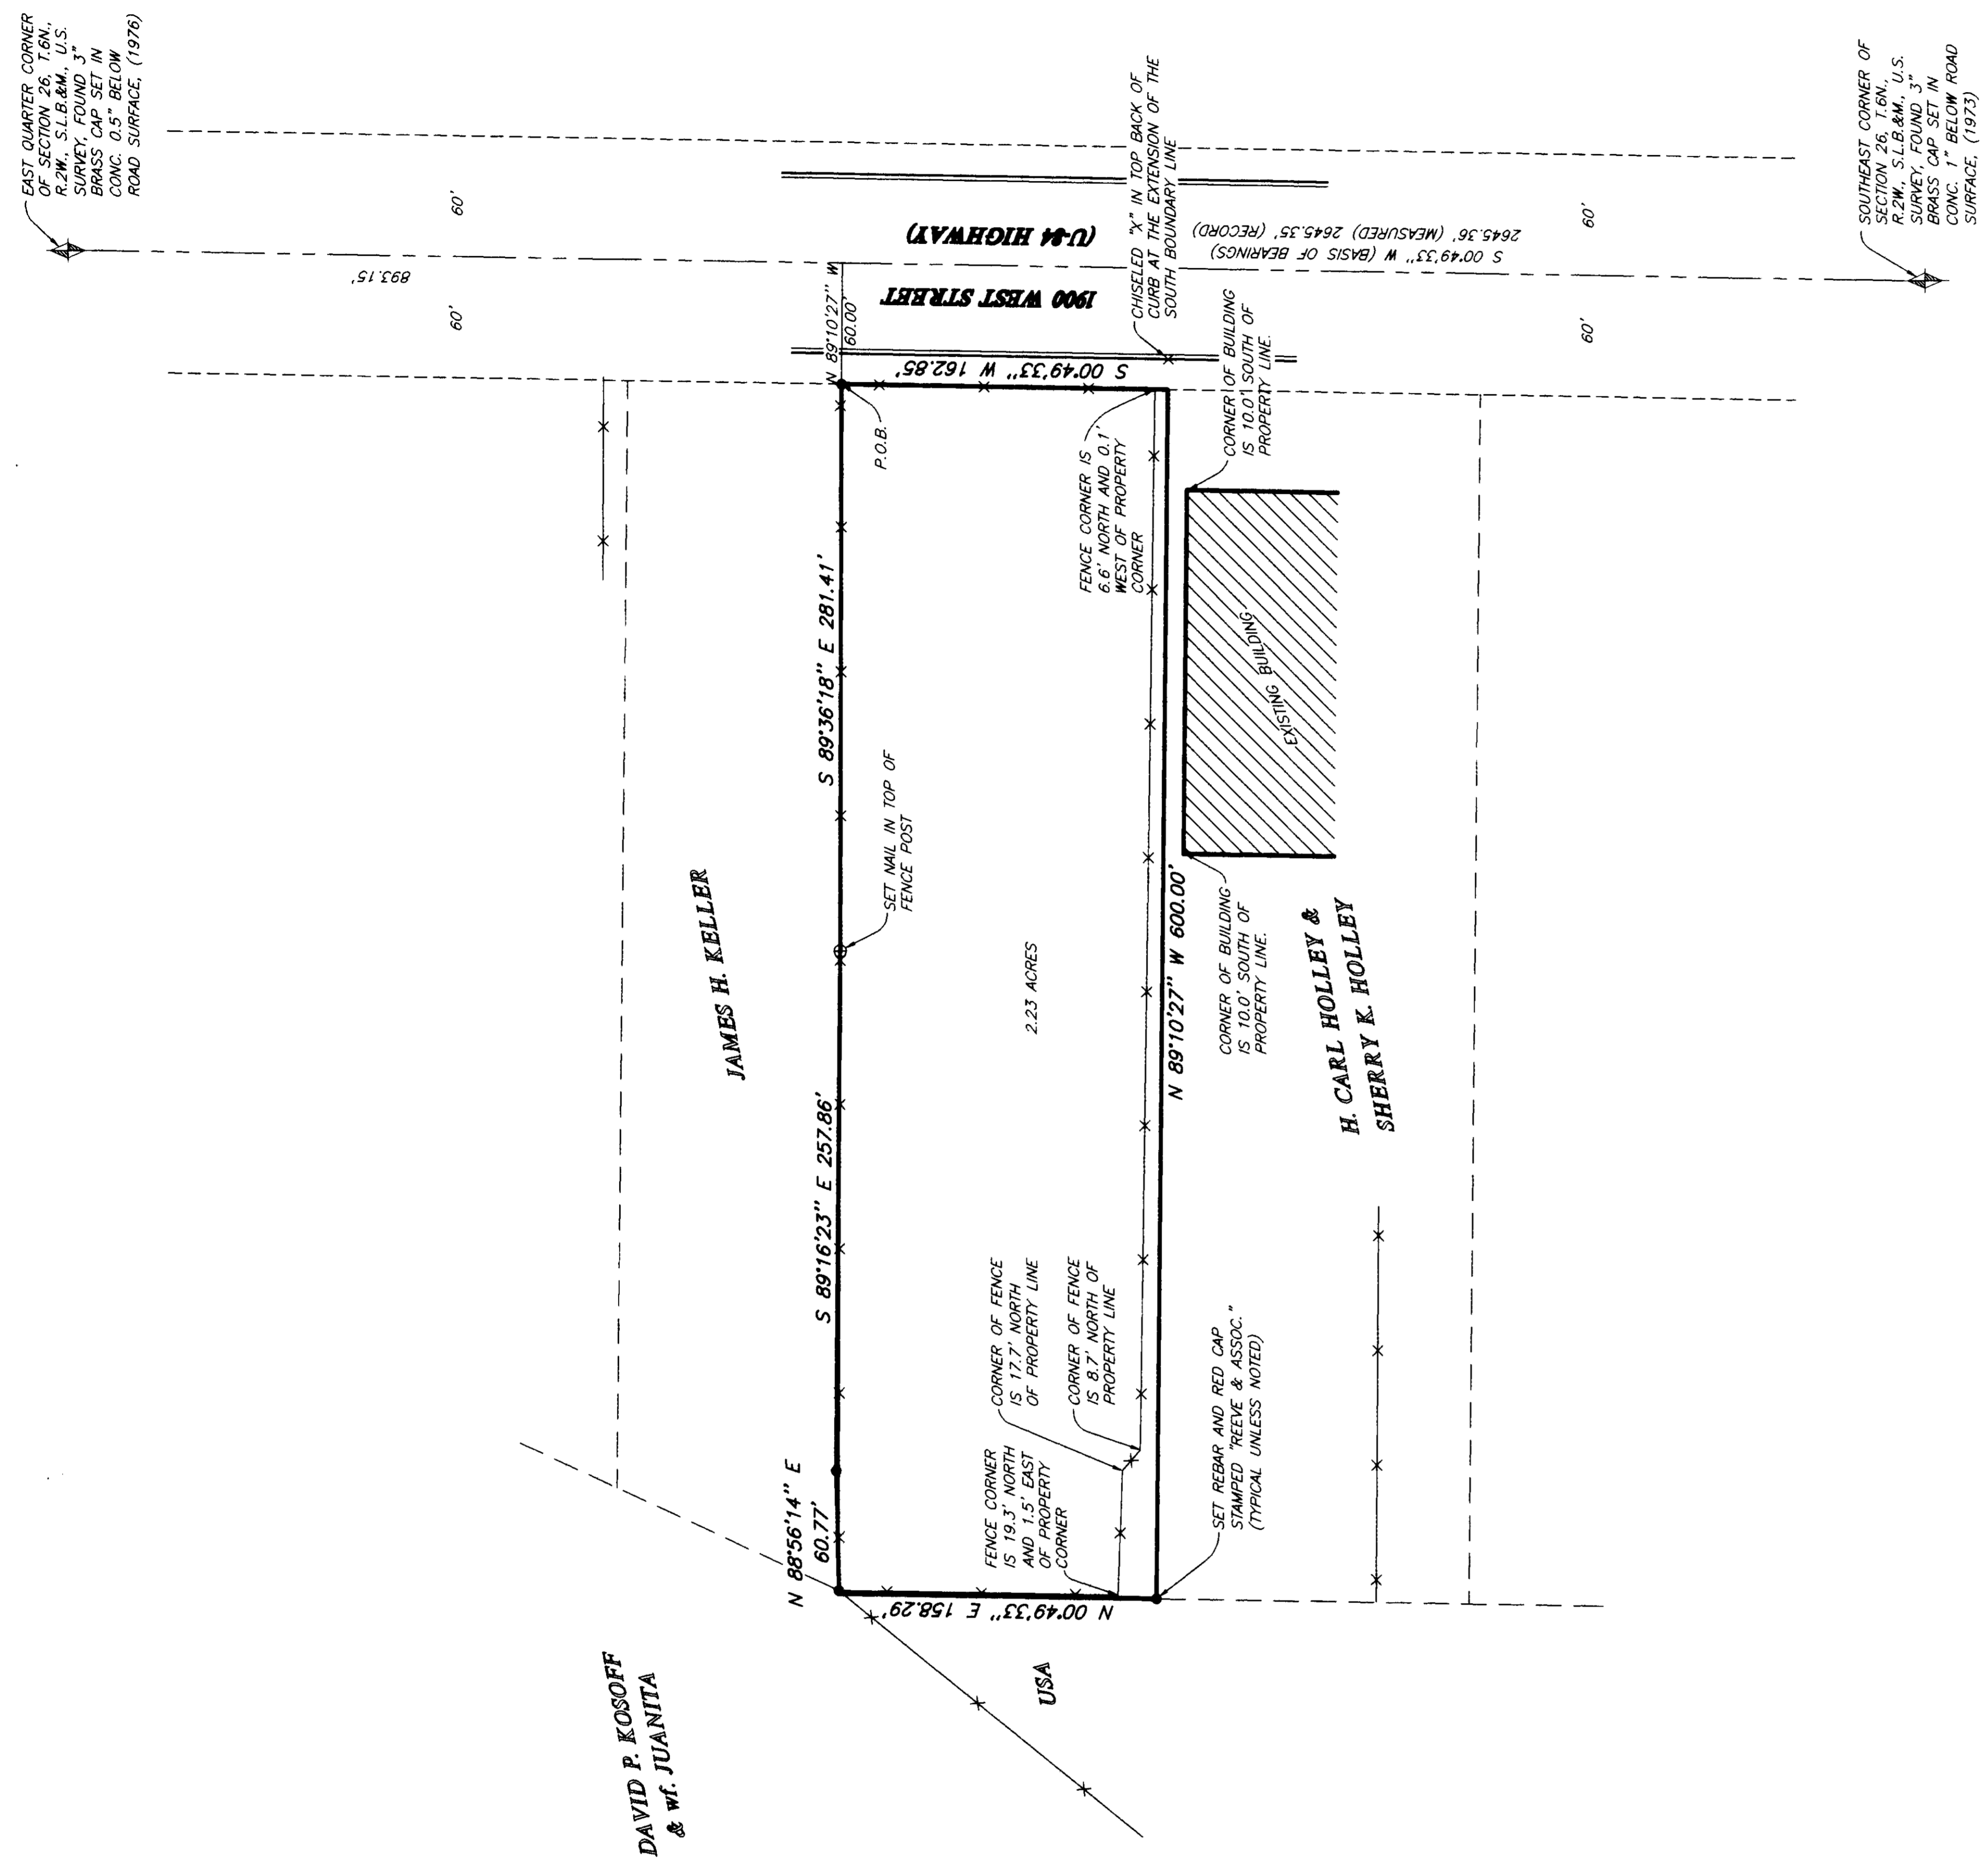 EAST QUARTER CORNER
OF SECTION 26, T.6N.,
R.2W., S.L.B.&M., U.S.
SURVEY, FOUND 3"
BRASS CAP SET IN
CONC. 0.5" BELOW
ROAD SURFACE, (1976)
60'
893.15'
60'
(U-84 HIGHWAY)
1900 WEST STREET
CHISELED "X" IN TOP BACK OF
CURB AT THE EXTENSION OF THE
SOUTH BOUNDARY LINE
60'
2645.36' (MEASURED) 2645.35' (RECORD)
S 00°49'33" W (BASIS OF BEARINGS)
60'
SOUTHEAST CORNER OF
SECTION 26, T.6N.,
R.2W., S.L.B.&M., U.S.
SURVEY, FOUND 3"
BRASS CAP SET IN
CONC. 1" BELOW ROAD
SURFACE, (1973)
N 89°10'27" W
60.00'
S 00°49'33" W 162.85'
P.O.B.
CORNER OF BUILDING
IS 10.0' SOUTH OF
PROPERTY LINE.
FENCE CORNER IS
6.6' NORTH AND 0.1'
WEST OF PROPERTY
CORNER
S 89°36'18" E 281.41'
EXISTING BUILDING
SET NAIL IN TOP OF
FENCE POST
JAMES H. KELLER
2.23 ACRES
N 89°10'27" W 600.00'
CORNER OF BUILDING
IS 10.0' SOUTH OF
PROPERTY LINE.
H. CARL HOLLEY &
SHERRY K. HOLLEY
S 89°16'23" E 257.86'
CORNER OF FENCE
IS 17.7' NORTH
OF PROPERTY LINE
CORNER OF FENCE
IS 8.7' NORTH OF
PROPERTY LINE
SET REBAR AND RED CAP
STAMPED "REEVE & ASSOC."
(TYPICAL UNLESS NOTED)
N 88°56'14" E
60.77'
FENCE CORNER
IS 19.3' NORTH
AND 1.5' EAST
OF PROPERTY
CORNER
N 00°49'33" E 158.29'
DAVID P. KOSOFF
& wf. JUANITA
USA